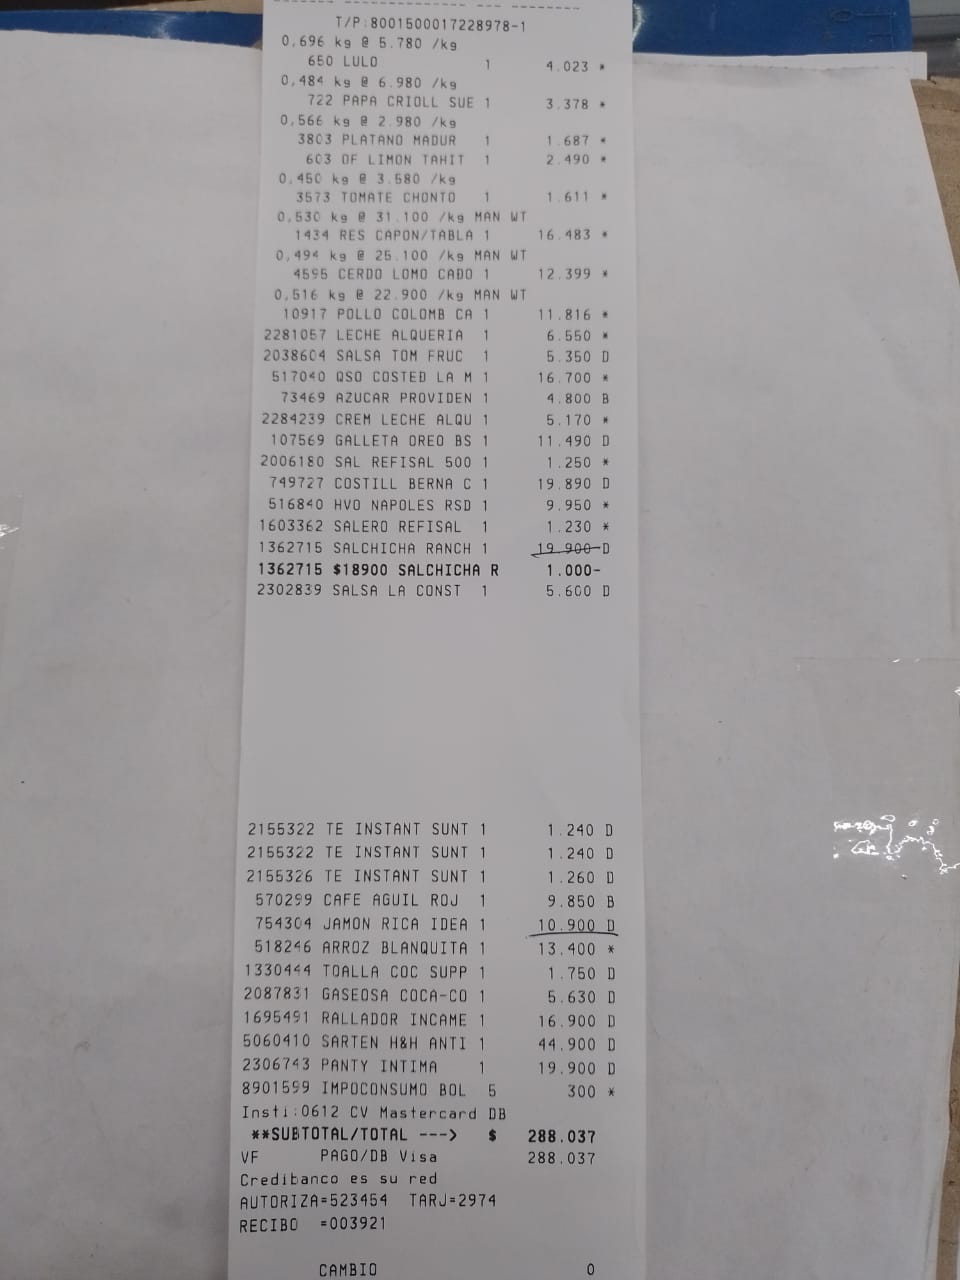 T/P:8001500017228978-1
0,696 kg @ 5.780 /kg
650 LULO 1 4.023 *
0,484 kg @ 6.980 /kg
722 PAPA CRIOLL SUE 1 3.378 *
0,566 kg @ 2.980 /kg
3803 PLATANO MADUR 1 1.687 *
603 OF LIMON TAHIT 1 2.490 *
0,450 kg @ 3.580 /kg
3573 TOMATE CHONTO 1 1.611 *
0,530 kg @ 31.100 /kg MAN WT
1434 RES CAPON/TABLA 1 16.483 *
0,494 kg @ 25.100 /kg MAN WT
4595 CERDO LOMO CADO 1 12.399 *
0,516 kg @ 22.900 /kg MAN WT
10917 POLLO COLOMB CA 1 11.816 *
2281057 LECHE ALQUERIA 1 6.550 *
2038604 SALSA TOM FRUC 1 5.350 D
517040 QSO COSTED LA M 1 16.700 *
73469 AZUCAR PROVIDEN 1 4.800 B
2284239 CREM LECHE ALQU 1 5.170 *
107569 GALLETA OREO BS 1 11.490 D
2006180 SAL REFISAL 500 1 1.250 *
749727 COSTILL BERNA C 1 19.890 D
516840 HVO NAPOLES RSD 1 9.950 *
1603362 SALERO REFISAL 1 1.230 *
1362715 SALCHICHA RANCH 1 19.900 D
1362715 $18900 SALCHICHA R 1.000-
2302839 SALSA LA CONST 1 5.600 D
2155322 TE INSTANT SUNT 1 1.240 D
2155322 TE INSTANT SUNT 1 1.240 D
2155326 TE INSTANT SUNT 1 1.260 D
570299 CAFE AGUIL ROJ 1 9.850 B
754304 JAMON RICA IDEA 1 10.900 D
518246 ARROZ BLANQUITA 1 13.400 *
1330444 TOALLA COC SUPP 1 1.750 D
2087831 GASEOSA COCA-CO 1 5.630 D
1695491 RALLADOR INCAME 1 16.900 D
5060410 SARTEN H&H ANTI 1 44.900 D
2306743 PANTY INTIMA 1 19.900 D
8901599 IMPOCONSUMO BOL 5 300 *
Insti:0612 CV Mastercard DB
**SUBTOTAL/TOTAL ---> $ 288.037
VF PAGO/DB Visa 288.037
Credibanco es su red
AUTORIZA=523454 TARJ=2974
RECIBO =003921
CAMBIO 0